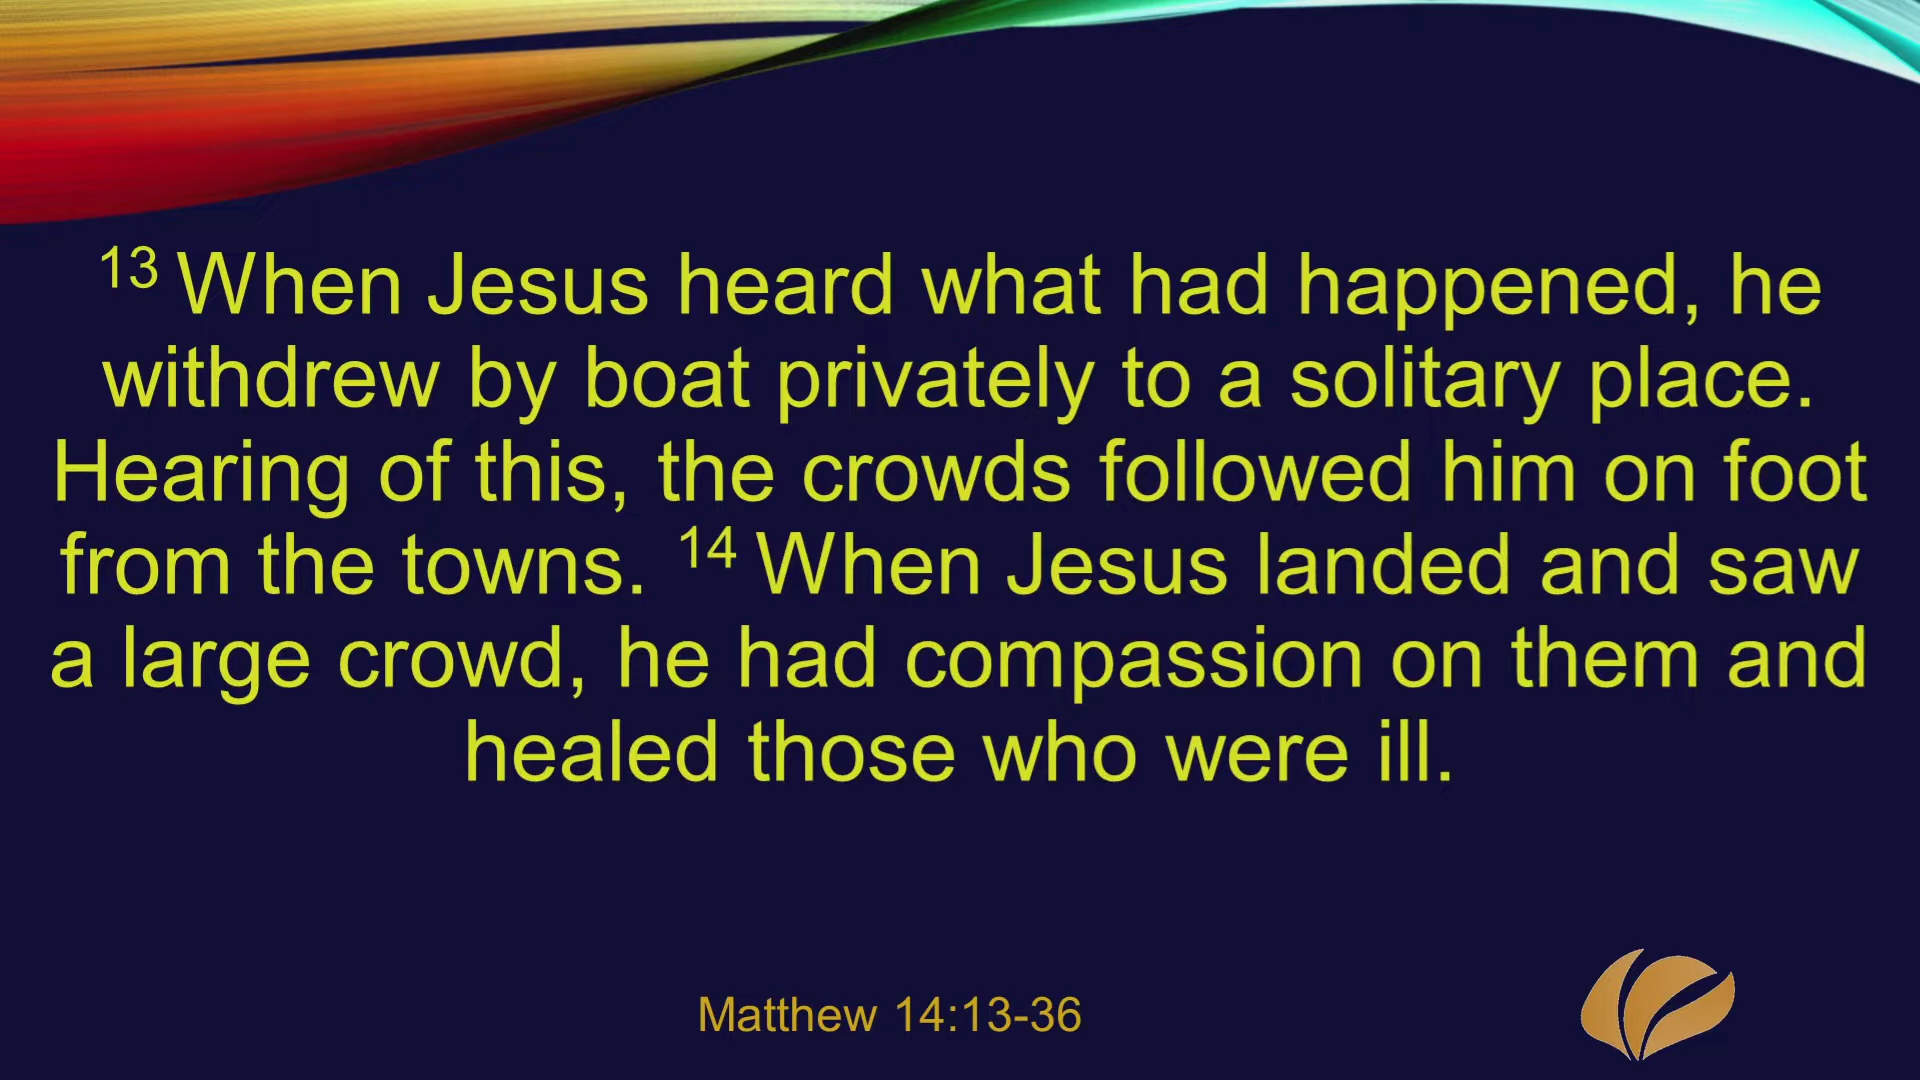 13 When Jesus heard what had happened, he
withdrew by boat privately to a solitary place.
Hearing of this, the crowds followed him on foot
from the towns. 14 When Jesus landed and saw
a large crowd, he had compassion on them and
healed those who were ill.
Matthew 14:13-36